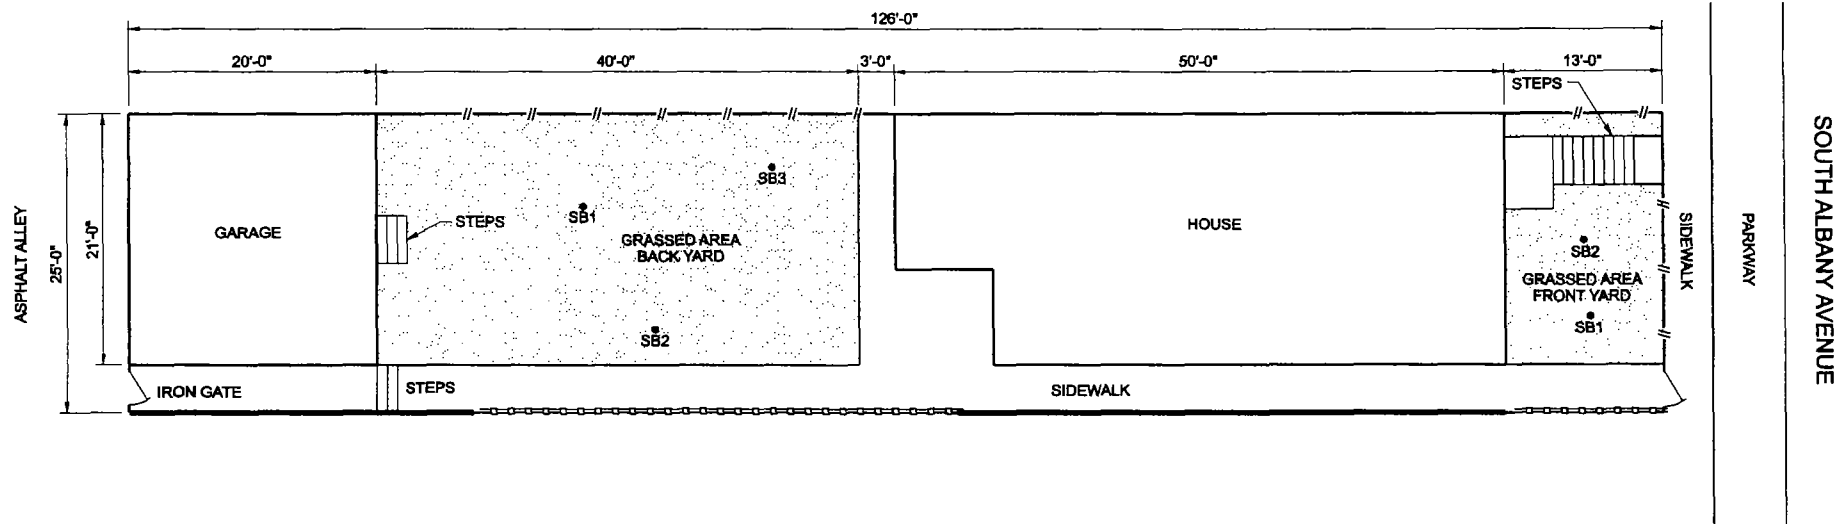 126'-0"
20'-0"
40'-0"
3'-0"
50'-0"
13'-0"
STEPS
ASPHALT ALLEY
25'-0"
21'-0"
GARAGE
STEPS
SB1
SB3
GRASSED AREA
BACK YARD
SB2
HOUSE
SB2
GRASSED AREA
FRONT YARD
SB1
SIDEWALK
PARKWAY
SOUTH ALBANY AVENUE
IRON GATE
STEPS
SIDEWALK